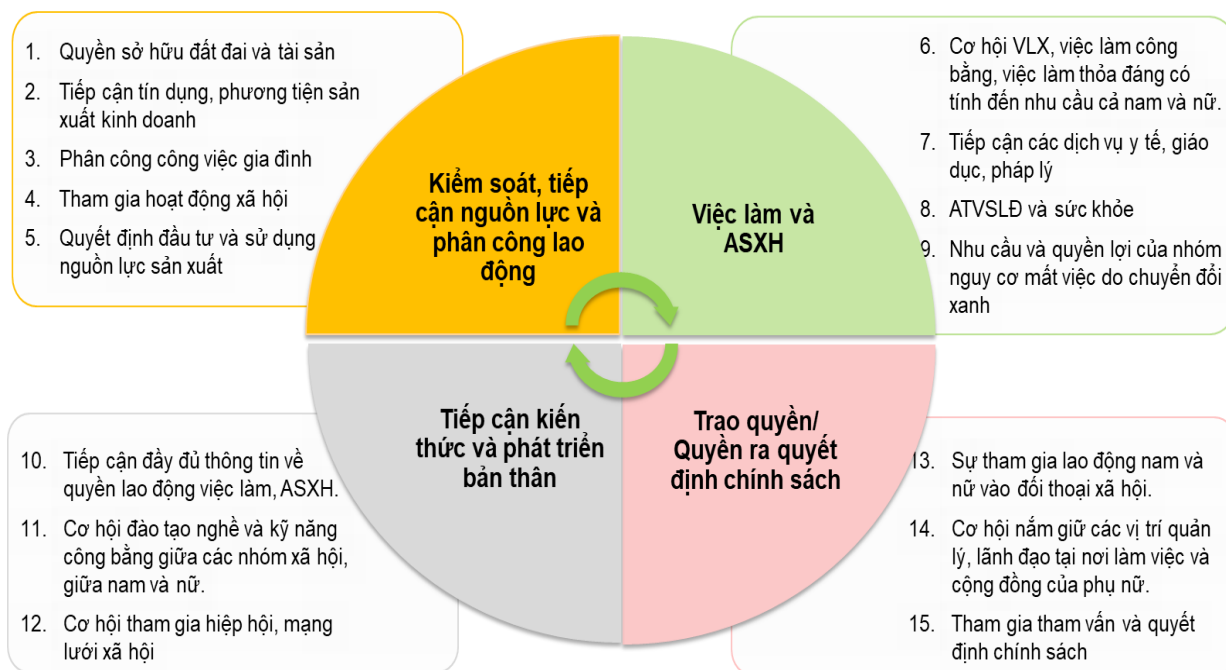 1. Quyền sở hữu đất đai và tài sản
2. Tiếp cận tín dụng, phương tiện sản
xuất kinh doanh
3. Phân công công việc gia đình
4. Tham gia hoạt động xã hội
5. Quyết định đầu tư và sử dụng
nguồn lực sản xuất
Kiểm soát, tiếp
cận nguồn lực và
phân công lao
động
Việc làm và
ASXH
6. Cơ hội VLX, việc làm công
bằng, việc làm thỏa đáng có
tính đến nhu cầu cả nam và nữ.
7. Tiếp cận các dịch vụ y tế, giáo
dục, pháp lý
8. ATVSLĐ và sức khỏe
9. Nhu cầu và quyền lợi của nhóm
nguy cơ mất việc do chuyển đổi
xanh
10. Tiếp cận đầy đủ thông tin về
quyền lao động việc làm, ASXH.
11. Cơ hội đào tạo nghề và kỹ năng
công bằng giữa các nhóm xã hội,
giữa nam và nữ.
12. Cơ hội tham gia hiệp hội, mạng
lưới xã hội
Tiếp cận kiến
thức và phát triển
bản thân
Trao quyền/
Quyền ra quyết
định chính sách
13. Sự tham gia lao động nam và
nữ vào đối thoại xã hội.
14. Cơ hội nắm giữ các vị trí quản
lý, lãnh đạo tại nơi làm việc và
cộng đồng của phụ nữ.
15. Tham gia tham vấn và quyết
định chính sách